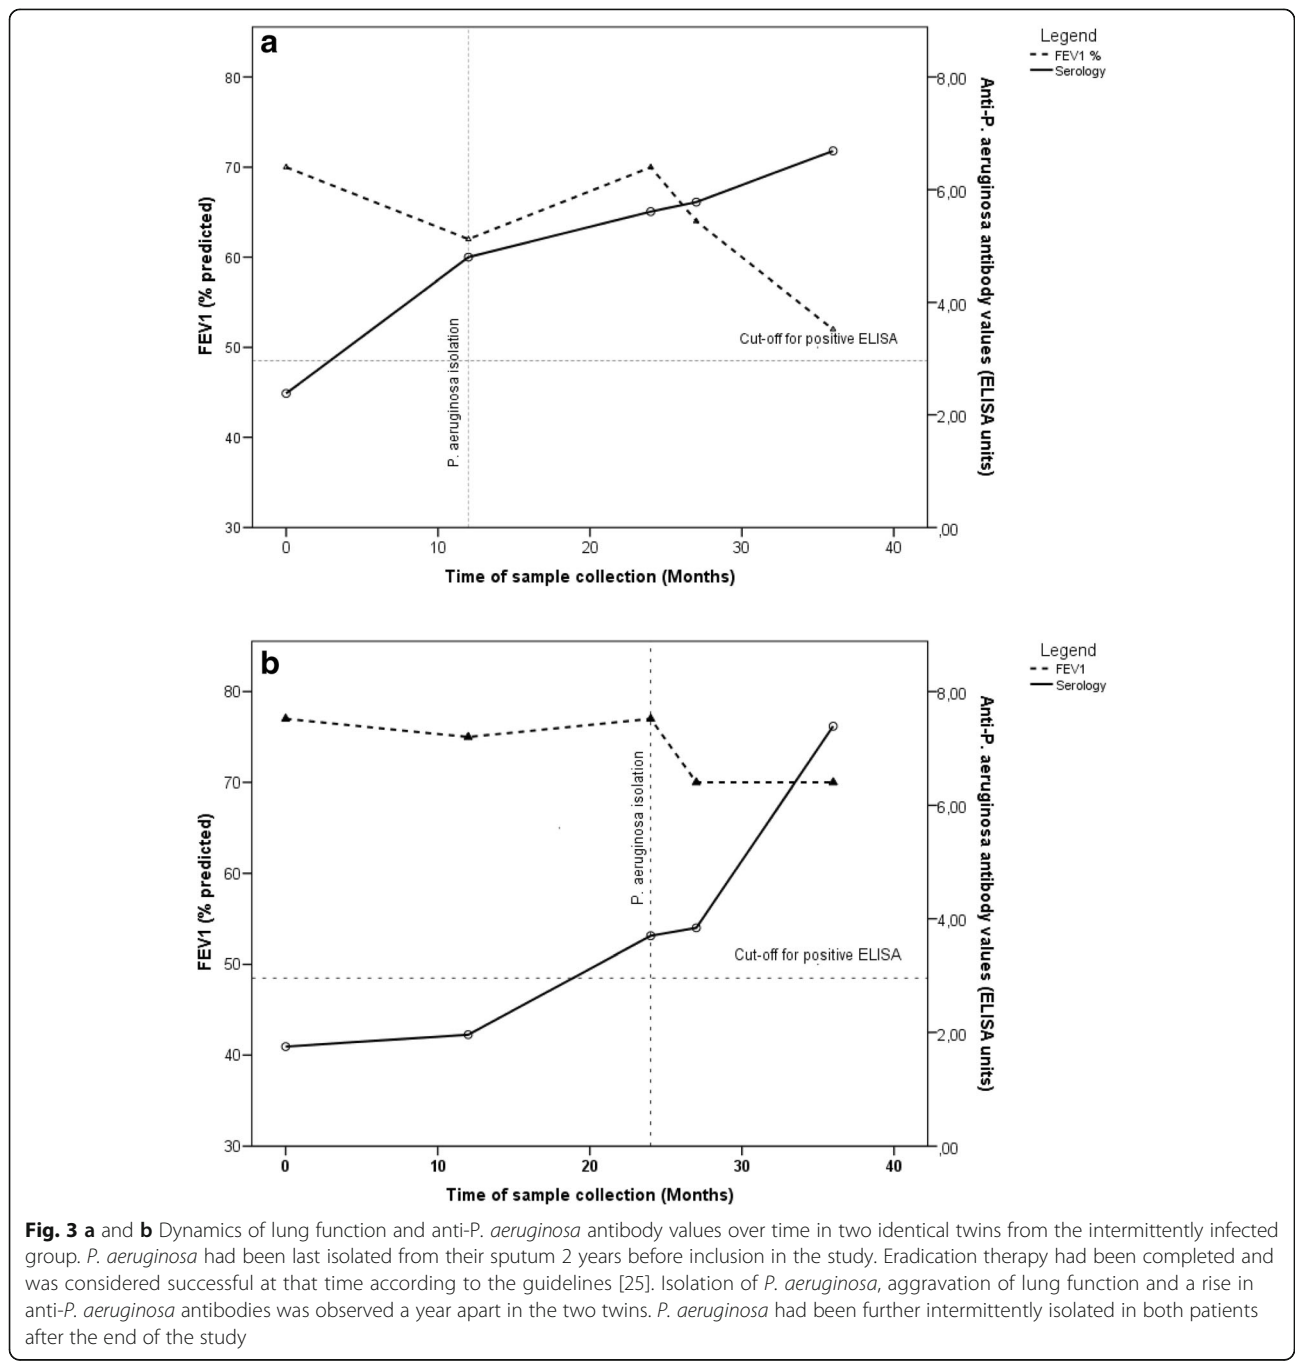 a
Legend
FEV1 %
Serology
80
70
60
50
40
30
FEV1 (% predicted)
8,00
6,00
4,00
2,00
,00
Anti-P. aeruginosa antibody values (ELISA units)
P. aeruginosa isolation
Cut-off for positive ELISA
0 10 20 30 40
Time of sample collection (Months)
b
Legend
FEV1
Serology
80
70
60
50
40
30
FEV1 (% predicted)
8,00
6,00
4,00
2,00
,00
Anti-P. aeruginosa antibody values (ELISA units)
P. aeruginosa isolation
Cut-off for positive ELISA
0 10 20 30 40
Time of sample collection (Months)
Fig. 3 a and b Dynamics of lung function and anti-P. aeruginosa antibody values over time in two identical twins from the intermittently infected
group. P. aeruginosa had been last isolated from their sputum 2 years before inclusion in the study. Eradication therapy had been completed and
was considered successful at that time according to the guidelines [25]. Isolation of P. aeruginosa, aggravation of lung function and a rise in
anti-P. aeruginosa antibodies was observed a year apart in the two twins. P. aeruginosa had been further intermittently isolated in both patients
after the end of the study